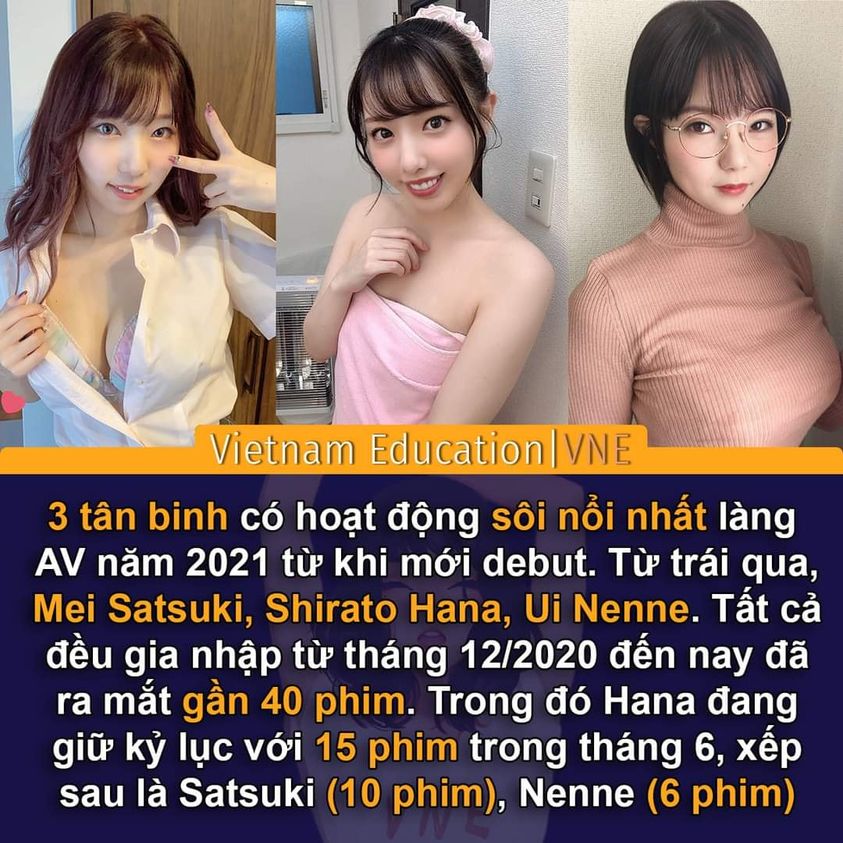 Vietnam Education|VNE
3 tân binh có hoạt động sôi nổi nhất làng
AV năm 2021 từ khi mới debut. Từ trái qua,
Mei Satsuki, Shirato Hana, Ui Nenne. Tất cả
đều gia nhập từ tháng 12/2020 đến nay đã
ra mắt gần 40 phim. Trong đó Hana đang
giữ kỷ lục với 15 phim trong tháng 6, xếp
sau là Satsuki (10 phim), Nenne (6 phim)
VNE